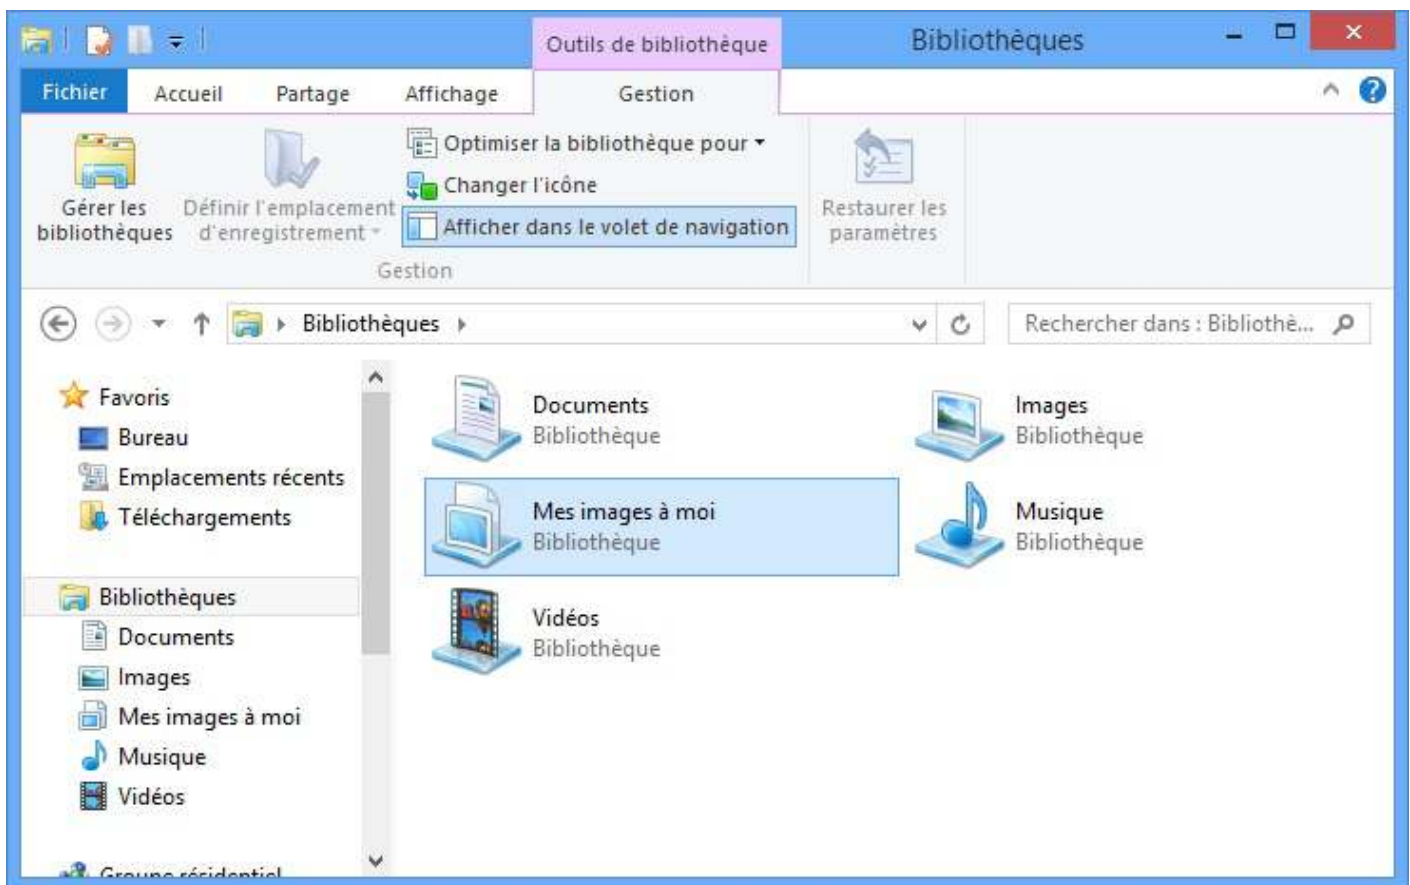 Outils de bibliothèque
Bibliothèques
Fichier
Accueil
Partage
Affichage
Gestion
Gérer les
bibliothèques
Définir l'emplacement
d'enregistrement
Optimiser la bibliothèque pour
Changer l'icône
Afficher dans le volet de navigation
Restaurer les
paramètres
Gestion
Bibliothèques
Rechercher dans : Bibliothè...
Favoris
Bureau
Emplacements récents
Téléchargements
Bibliothèques
Documents
Images
Mes images à moi
Musique
Vidéos
Groupe résidentiel
Documents
Bibliothèque
Images
Bibliothèque
Mes images à moi
Bibliothèque
Musique
Bibliothèque
Vidéos
Bibliothèque